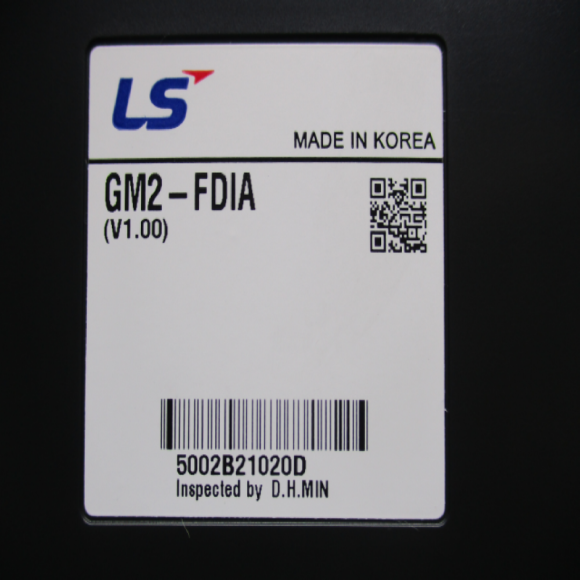 LS
MADE IN KOREA
GM2-FDIA
(V1.00)
5002B21020D
Inspected by D.H.MIN